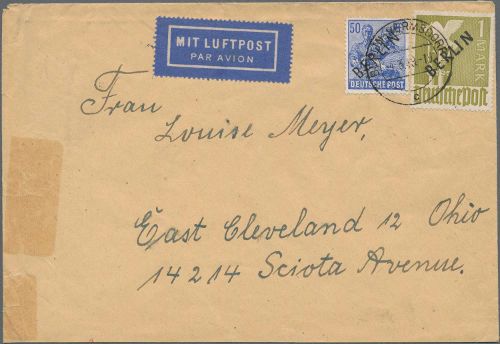 MIT LUFTPOST
PAR AVION
50
BERLIN
DEUTSCHE POST
1
MARK
BERLIN
Deutsche Post
Frau
Louise Meyer,
East Cleveland 12 Ohio
14214 Sciota Avenue.